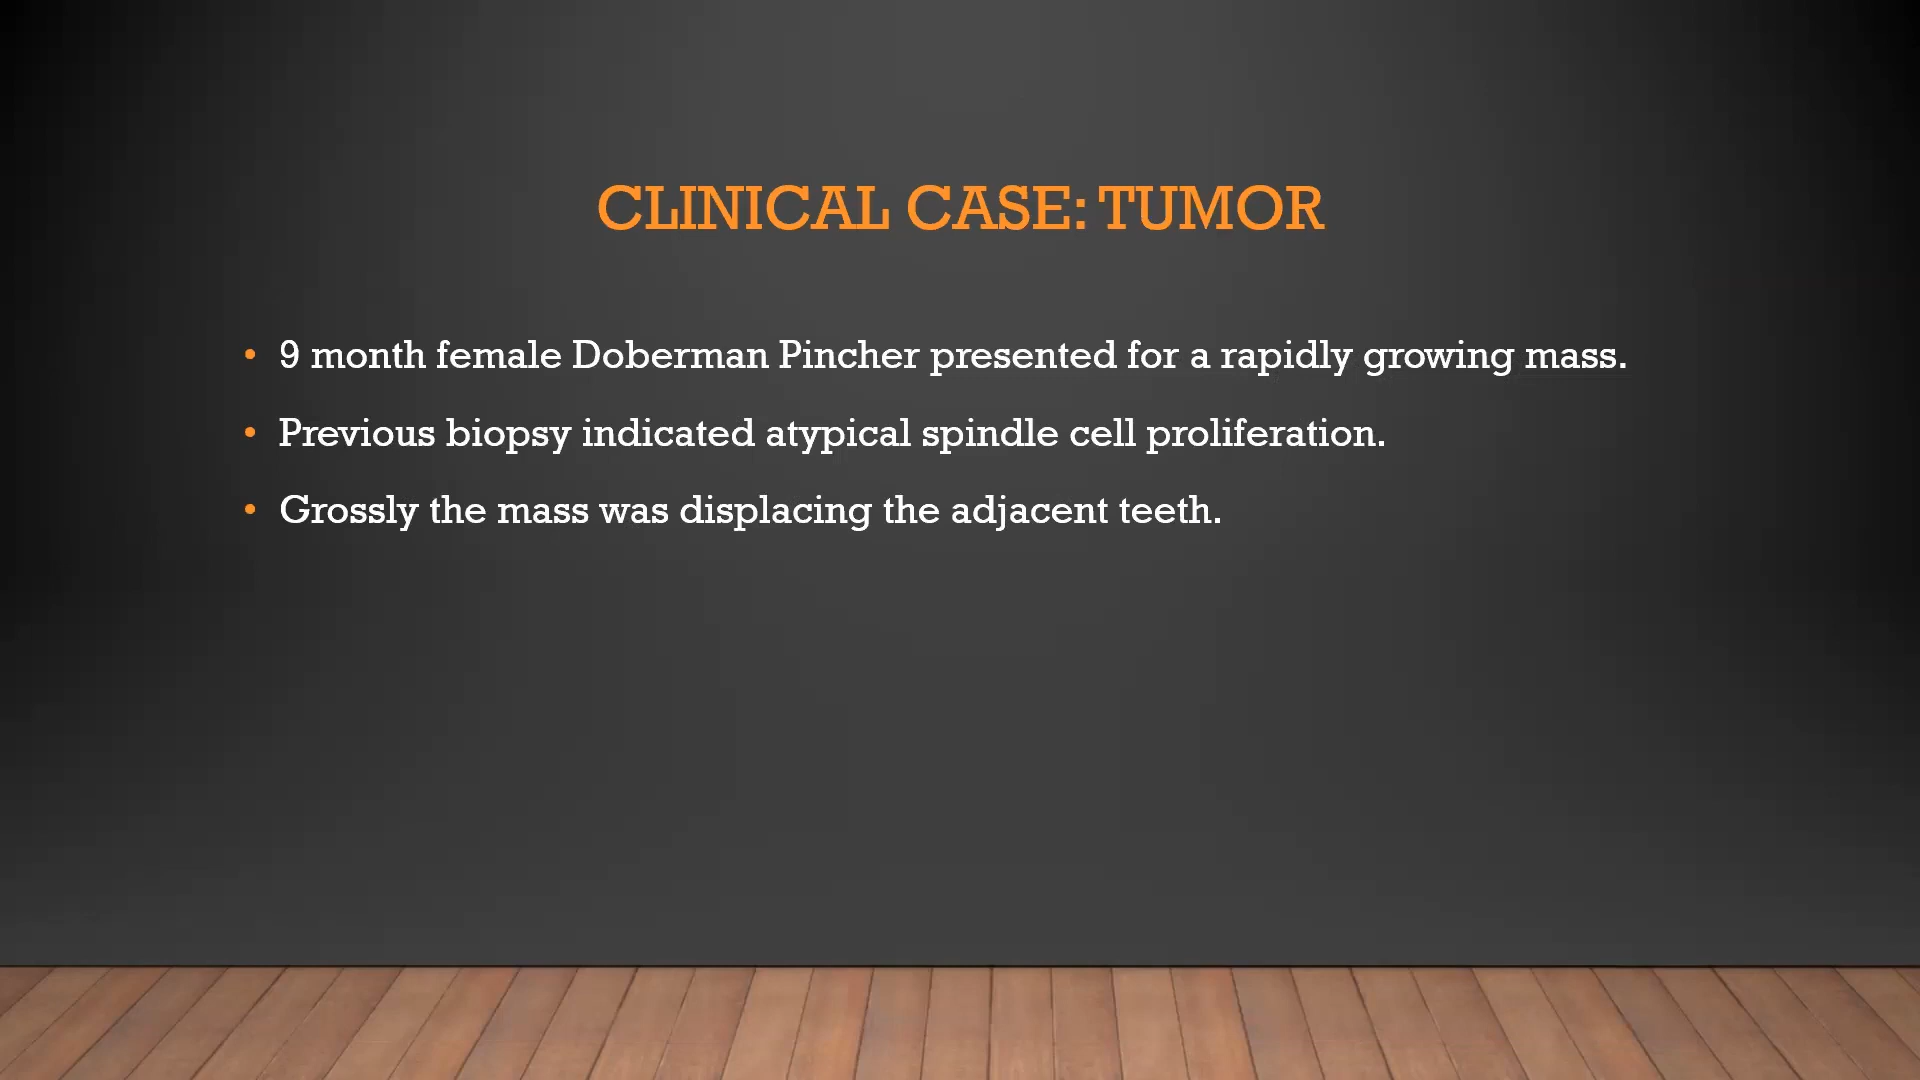 CLINICAL CASE: TUMOR
• 9 month female Doberman Pincher presented for a rapidly growing mass.
• Previous biopsy indicated atypical spindle cell proliferation.
• Grossly the mass was displacing the adjacent teeth.